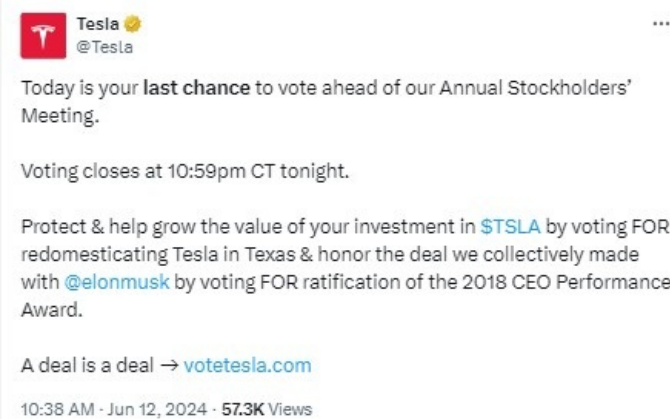 Tesla
@Tesla
Today is your last chance to vote ahead of our Annual Stockholders'
Meeting.
Voting closes at 10:59pm CT tonight.
Protect & help grow the value of your investment in $TSLA by voting FOR
redomesticating Tesla in Texas & honor the deal we collectively made
with @elonmusk by voting FOR ratification of the 2018 CEO Performance
Award.
A deal is a deal → votetesla.com
10:38 AM · Jun 12, 2024 · 57.3K Views